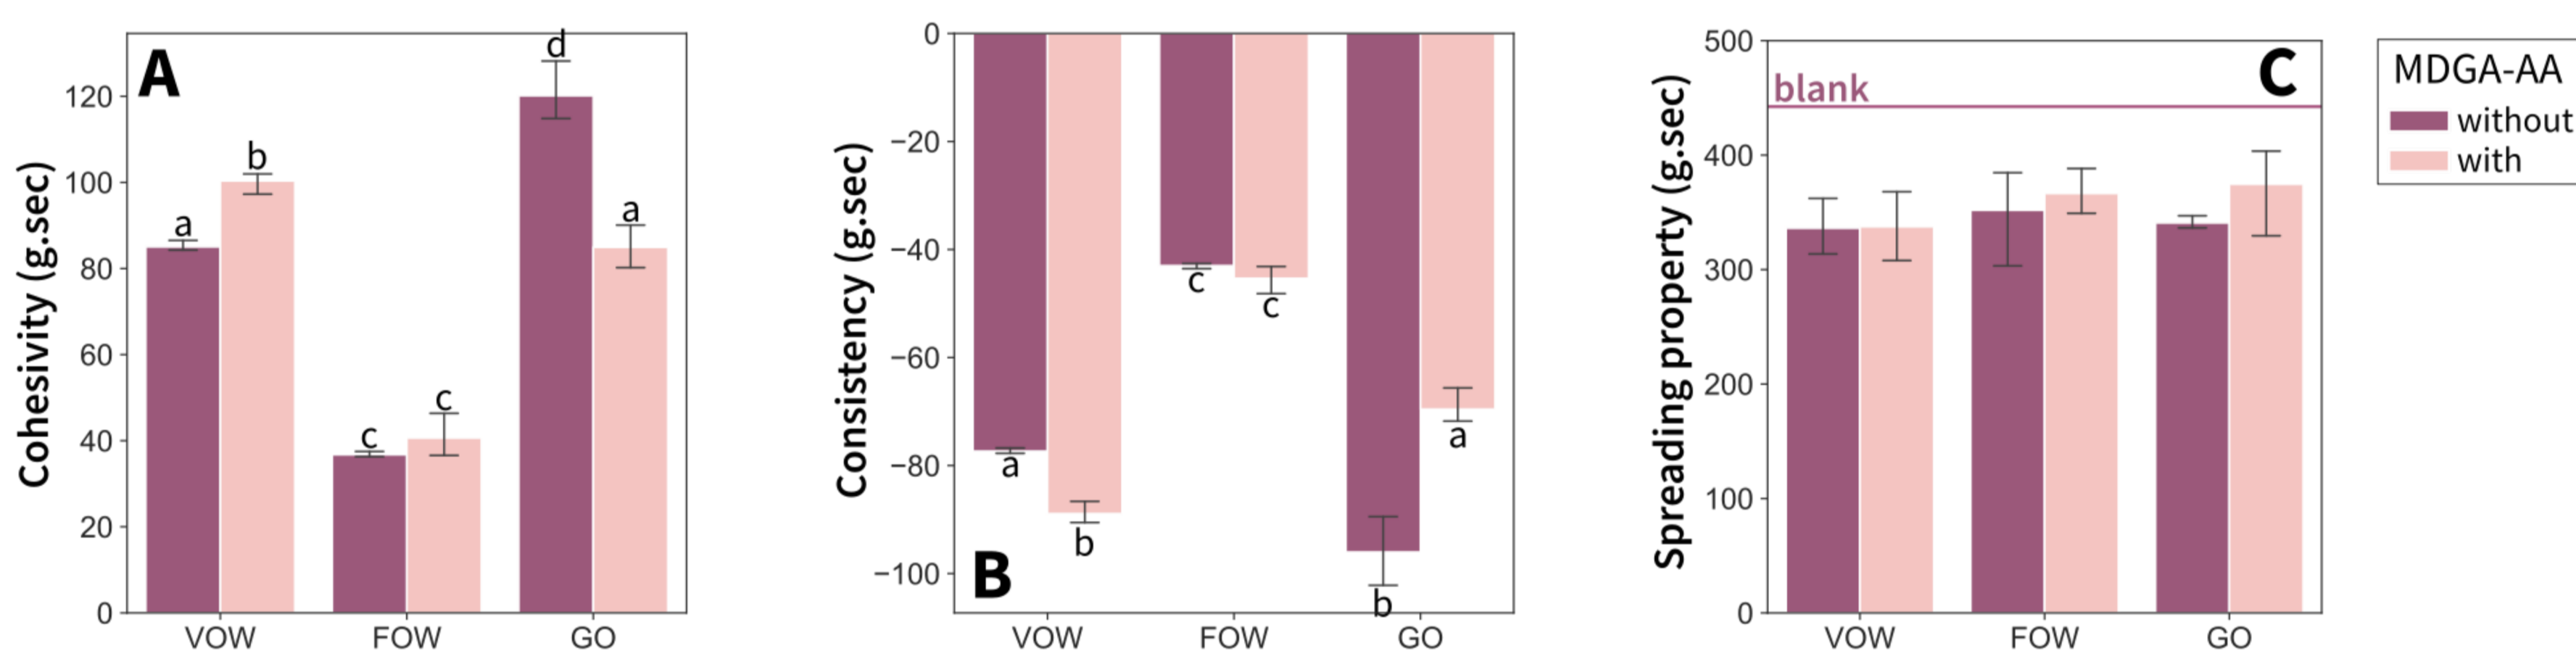 A
Cohesivity (g.sec)
120
100
80
60
40
20
0
a
b
c
c
d
a
VOW FOW GO
B
Consistency (g.sec)
0
−20
−40
−60
−80
−100
a
b
c
c
b
a
VOW FOW GO
C
Spreading property (g.sec)
500
400
300
200
100
0
blank
VOW FOW GO
MDGA-AA
without
with